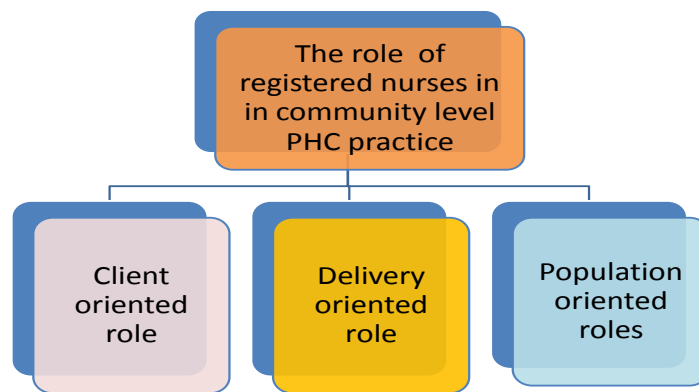 The role of
registered nurses in
in community level
PHC practice
Client
oriented
role
Delivery
oriented
role
Population
oriented
roles